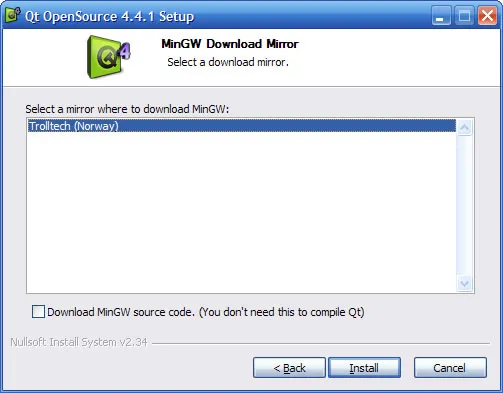 Qt OpenSource 4.4.1 Setup
MinGW Download Mirror
Select a download mirror.
Select a mirror where to download MinGW:
Trolltech (Norway)
Download MinGW source code. (You don't need this to compile Qt)
Nullsoft Install System v2.34
< Back Install Cancel